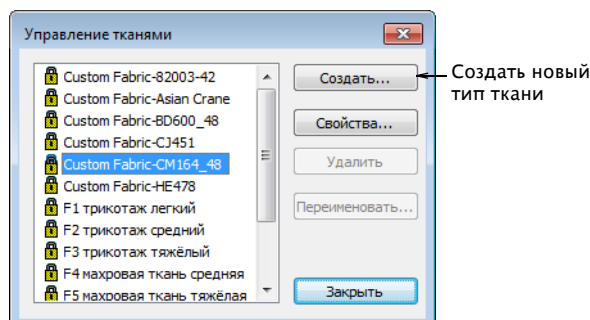 Управление тканями
Custom Fabric-82003-42
Custom Fabric-Asian Crane
Custom Fabric-BD600_48
Custom Fabric-CJ451
Custom Fabric-CM164_48
Custom Fabric-HE478
F1 трикотаж легкий
F2 трикотаж средний
F3 трикотаж тяжёлый
F4 махровая ткань средняя
F5 махровая ткань тяжёлая
Создать...
Свойства...
Удалить
Переименовать...
Закрыть
Создать новый
тип ткани